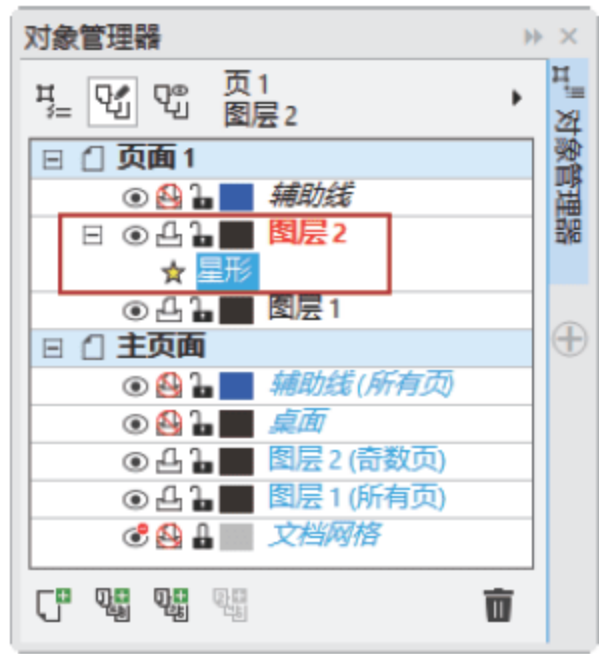 对象管理器
页 1
图层 2
页面 1
辅助线
图层 2
星形
图层 1
主页面
辅助线 (所有页)
桌面
图层 2 (奇数页)
图层 1 (所有页)
文档网格
对象管理器